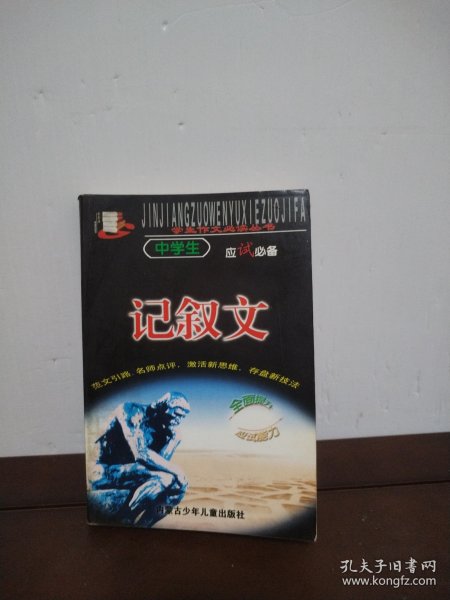 JINJIANGZUOWENYUXIEZUOJIFA
学生作文必读丛书
中学生
应试必备
记叙文
范文引路，名师点评，激活新思维，存盘新技法
全面提升
应试能力
内蒙古少年儿童出版社
孔夫子旧书网
www.kongfz.com